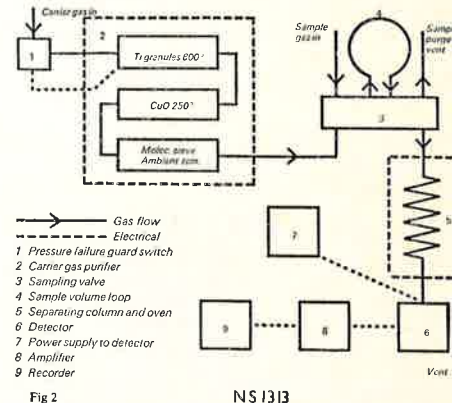 Carrier gas in
1
2
Ti granules 600°
CuO 250°
Molec. sieve
Ambient tem.
Sample
gas in
4
Samp
purge
vent
3
5
Gas flow
Electrical
1 Pressure failure guard switch
2 Carrier gas purifier
3 Sampling valve
4 Sample volume loop
5 Separating column and oven
6 Detector
7 Power supply to detector
8 Amplifier
9 Recorder
7
9
8
6
Vent
Fig 2
NS 1313